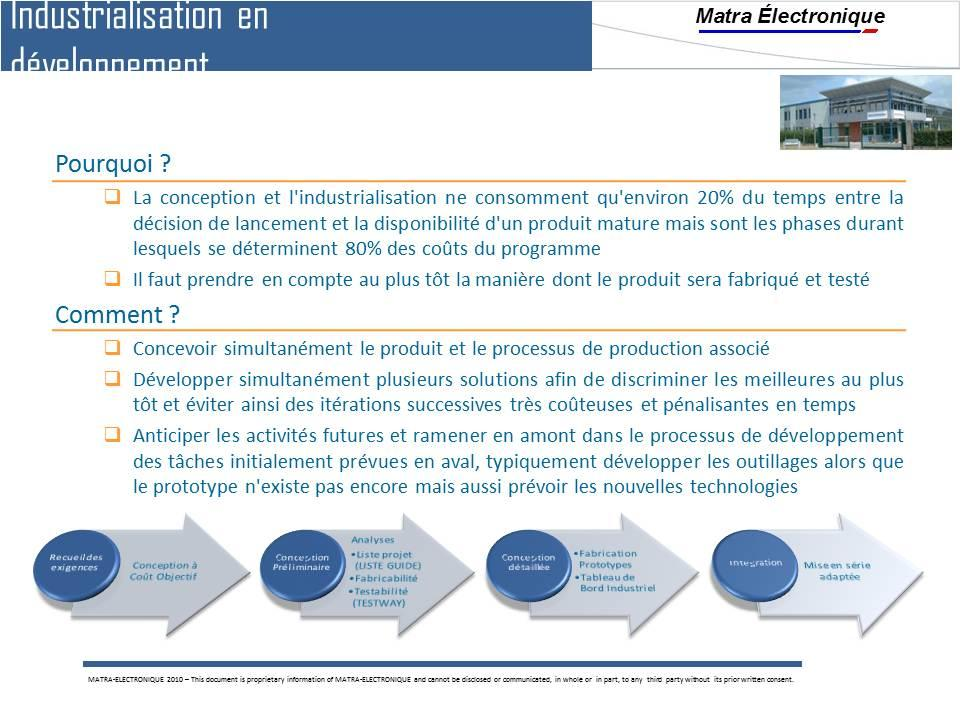 Industrialisation en
développement
Matra Électronique
Pourquoi ?
❑ La conception et l'industrialisation ne consomment qu'environ 20% du temps entre la
décision de lancement et la disponibilité d'un produit mature mais sont les phases durant
lesquels se déterminent 80% des coûts du programme
❑ Il faut prendre en compte au plus tôt la manière dont le produit sera fabriqué et testé
Comment ?
❑ Concevoir simultanément le produit et le processus de production associé
❑ Développer simultanément plusieurs solutions afin de discriminer les meilleures au plus
tôt et éviter ainsi des itérations successives très coûteuses et pénalisantes en temps
❑ Anticiper les activités futures et ramener en amont dans le processus de développement
des tâches initialement prévues en aval, typiquement développer les outillages alors que
le prototype n'existe pas encore mais aussi prévoir les nouvelles technologies
Recueil des
exigences
Conception à
Coût Objectif
Conception
Préliminaire
Analyses
•Liste projet
(LISTE GUIDE)
•Fabricabilité
•Testabilité
(TESTWAY)
Conception
détaillée
•Fabrication
Prototypes
•Tableau de
Bord Industriel
Integration
Mise en série
adaptée
MATRA-ELECTRONIQUE 2010 – This document is proprietary information of MATRA-ELECTRONIQUE and cannot be disclosed or communicated, in whole or in part, to any third party without its prior written consent.